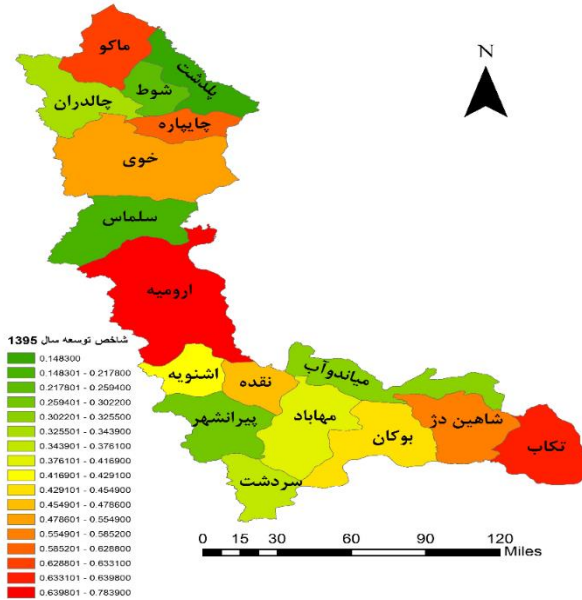 N
ماکو
پلدشت
شوط
چالدران
چایپاره
خوی
سلماس
ارومیه
اشنویه
نقده
میاندوآب
پیرانشهر
مهاباد
بوکان
شاهین دژ
تکاب
سردشت
شاخص توسعه سال 1395
0.148300
0.148301 - 0.217800
0.217801 - 0.259400
0.259401 - 0.302200
0.302201 - 0.325500
0.325501 - 0.343900
0.343901 - 0.376100
0.376101 - 0.416900
0.416901 - 0.429100
0.429101 - 0.454900
0.454901 - 0.478600
0.478601 - 0.554900
0.554901 - 0.585200
0.585201 - 0.628800
0.628801 - 0.633100
0.633101 - 0.639800
0.639801 - 0.783900
0 15 30 60 90 120
Miles